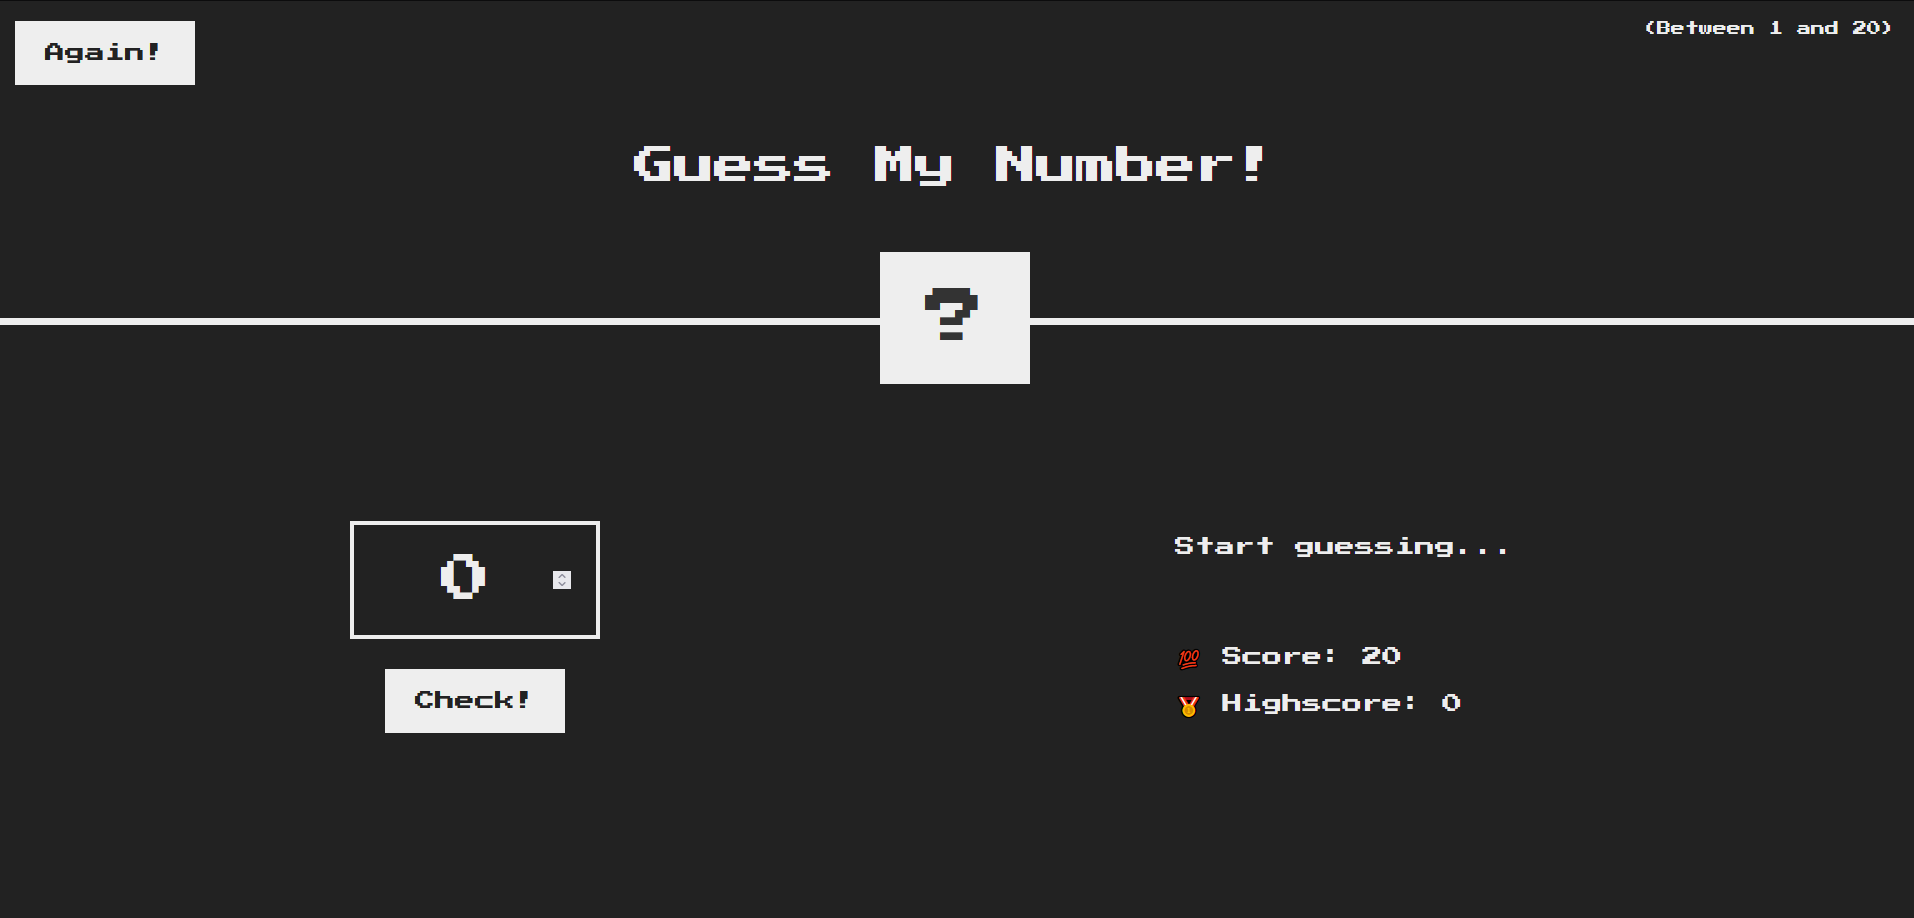 Again!
(Between 1 and 20)
Guess My Number!
?
0
Check!
Start guessing...
💯 Score: 20
🥇 Highscore: 0